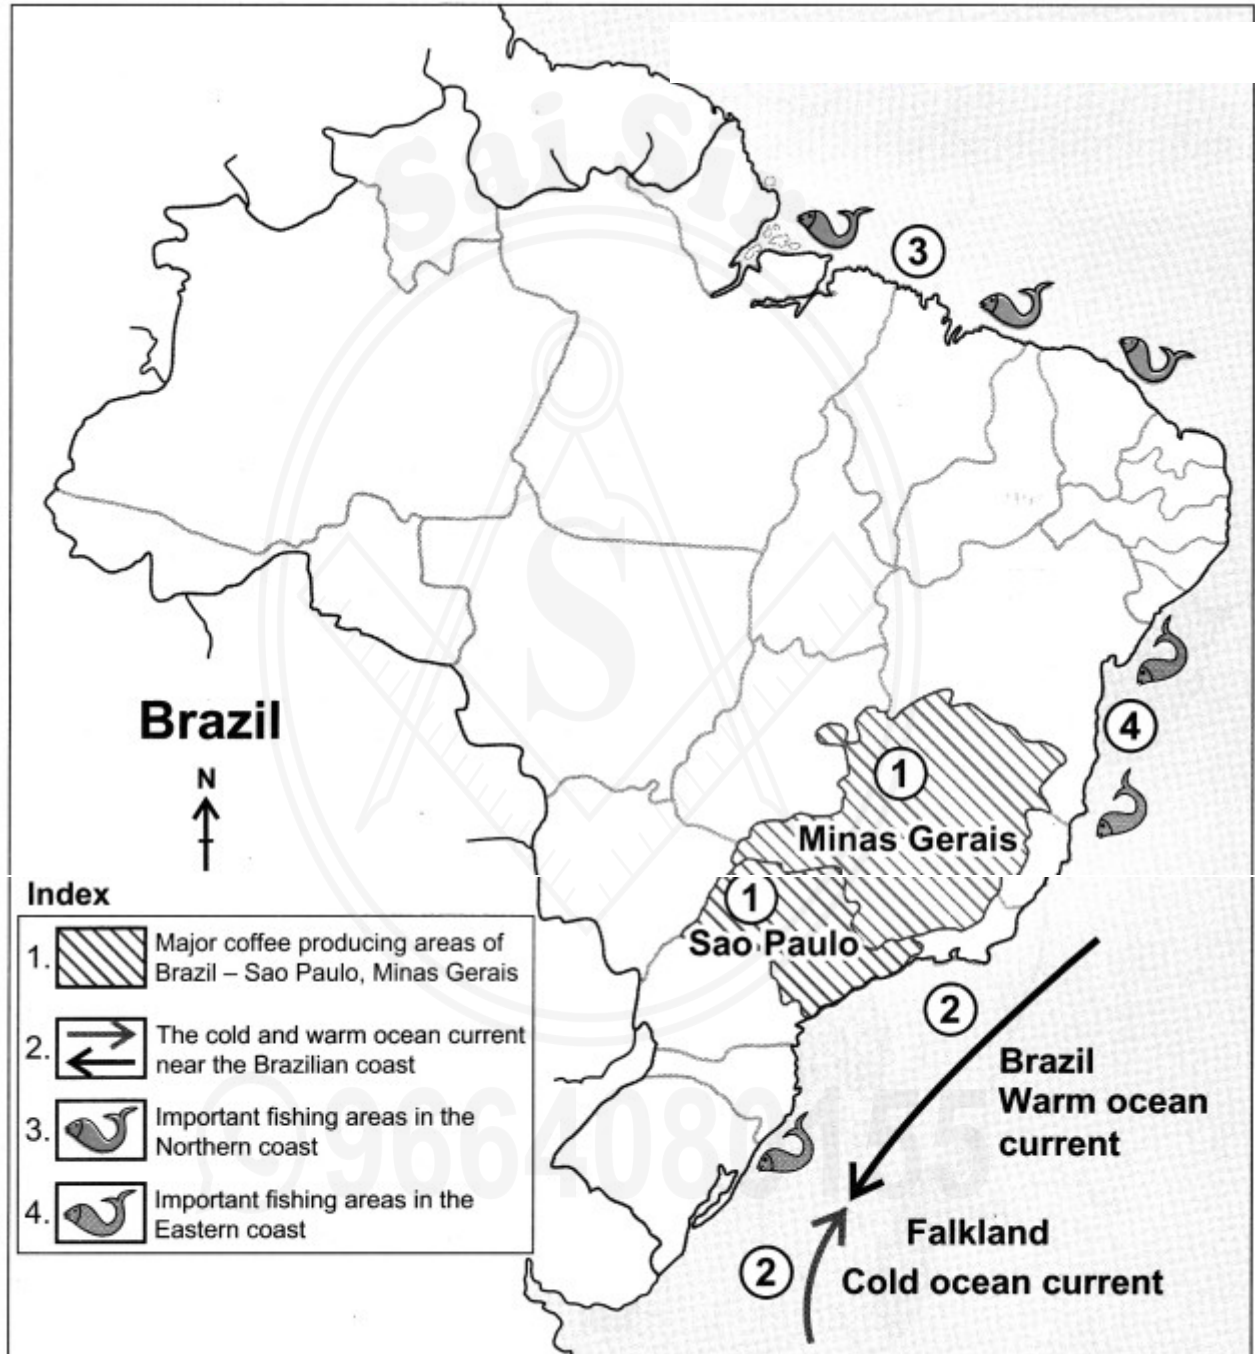 Sai Sim
3
S
Brazil
N
4
1
Minas Gerais
Index
1
Sao Paulo
1.
Major coffee producing areas of
Brazil – Sao Paulo, Minas Gerais
2
2.
The cold and warm ocean current
near the Brazilian coast
Brazil
Warm ocean
current
3.
Important fishing areas in the
Northern coast
9664083155
4.
Important fishing areas in the
Eastern coast
Falkland
2
Cold ocean current